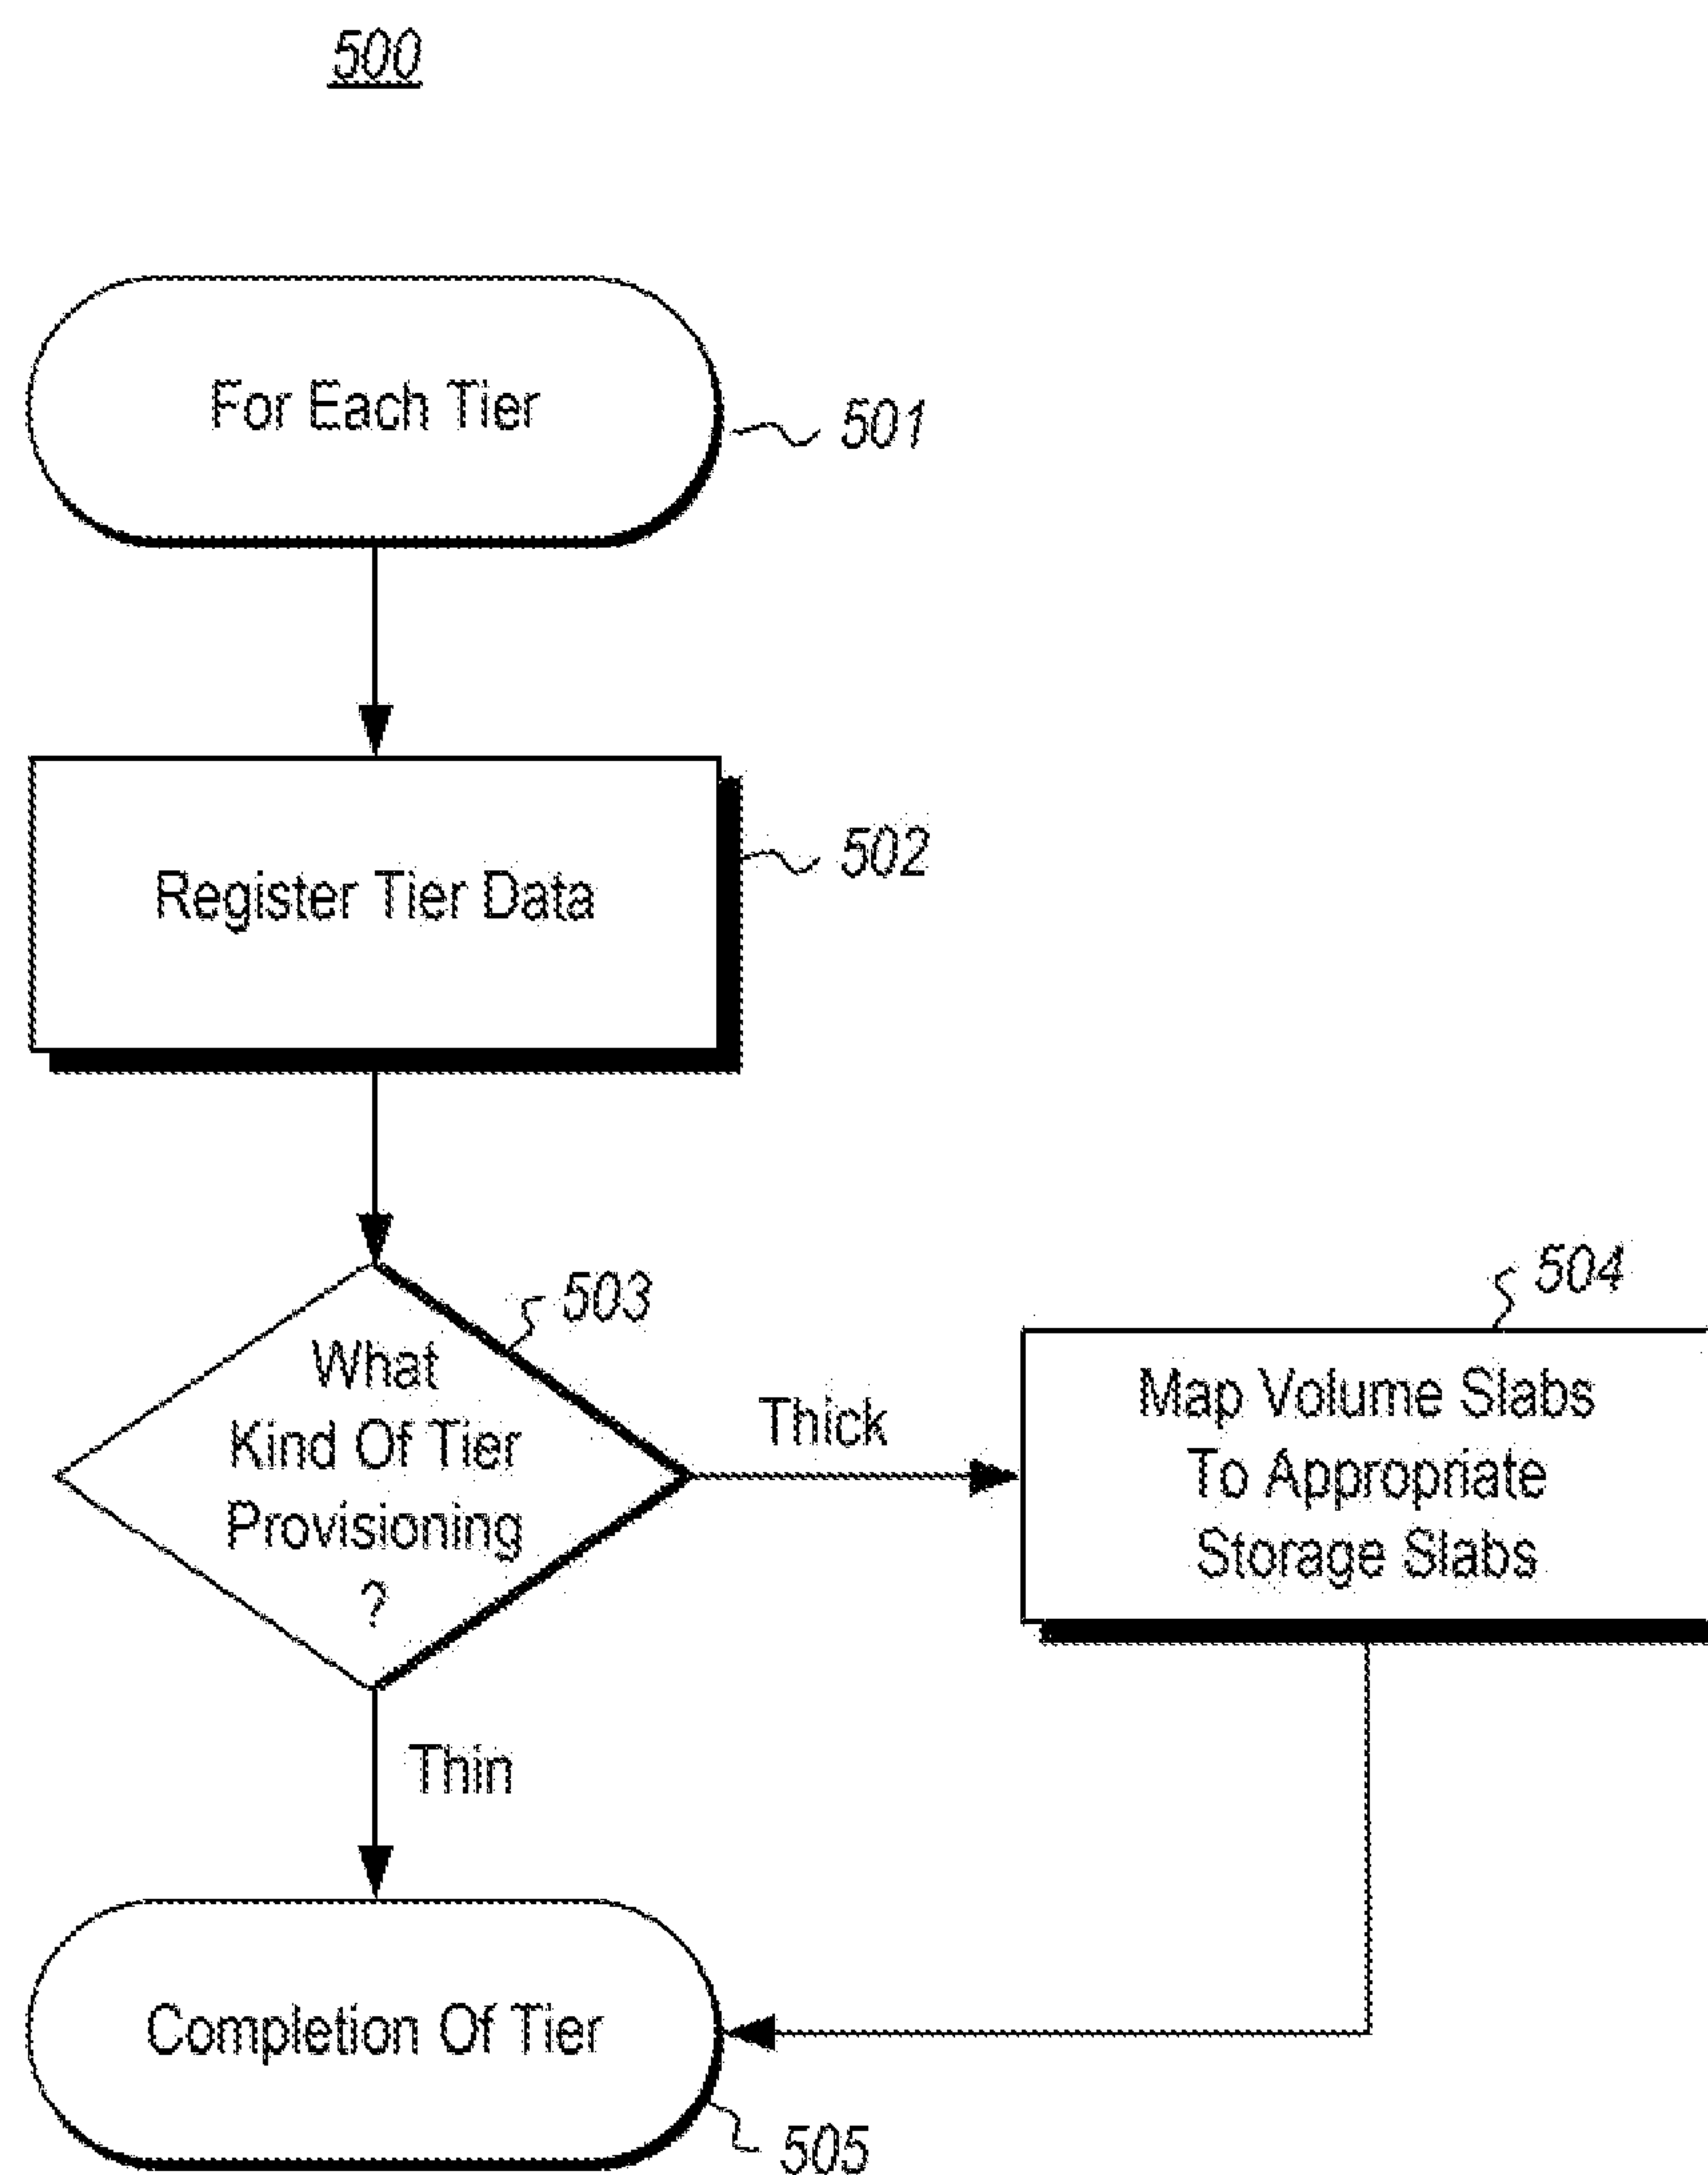 500
For Each Tier
501
Register Tier Data
502
503
What
Kind Of Tier
Provisioning
?
Thick
504
Map Volume Slabs
To Appropriate
Storage Slabs
Thin
Completion Of Tier
505